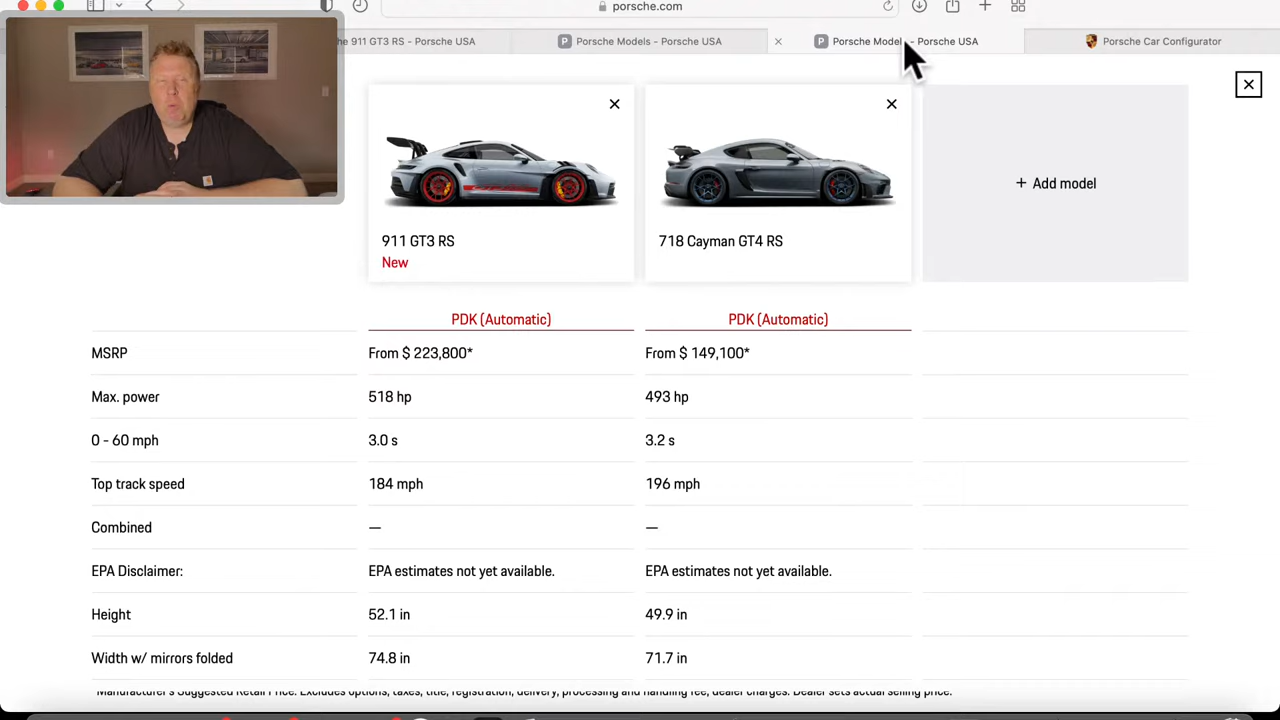 porsche.com
he 911 GT3 RS - Porsche USA
Porsche Models - Porsche USA
Porsche Models - Porsche USA
Porsche Car Configurator
911 GT3 RS
New
718 Cayman GT4 RS
+ Add model
PDK (Automatic)
PDK (Automatic)
MSRP
From $ 223,800*
From $ 149,100*
Max. power
518 hp
493 hp
0 - 60 mph
3.0 s
3.2 s
Top track speed
184 mph
196 mph
Combined
—
—
EPA Disclaimer:
EPA estimates not yet available.
EPA estimates not yet available.
Height
52.1 in
49.9 in
Width w/ mirrors folded
74.8 in
71.7 in
*Manufacturer's Suggested Retail Price. Excludes options, taxes, title, registration, delivery, processing and handling fee, dealer charges. Dealer sets actual selling price.